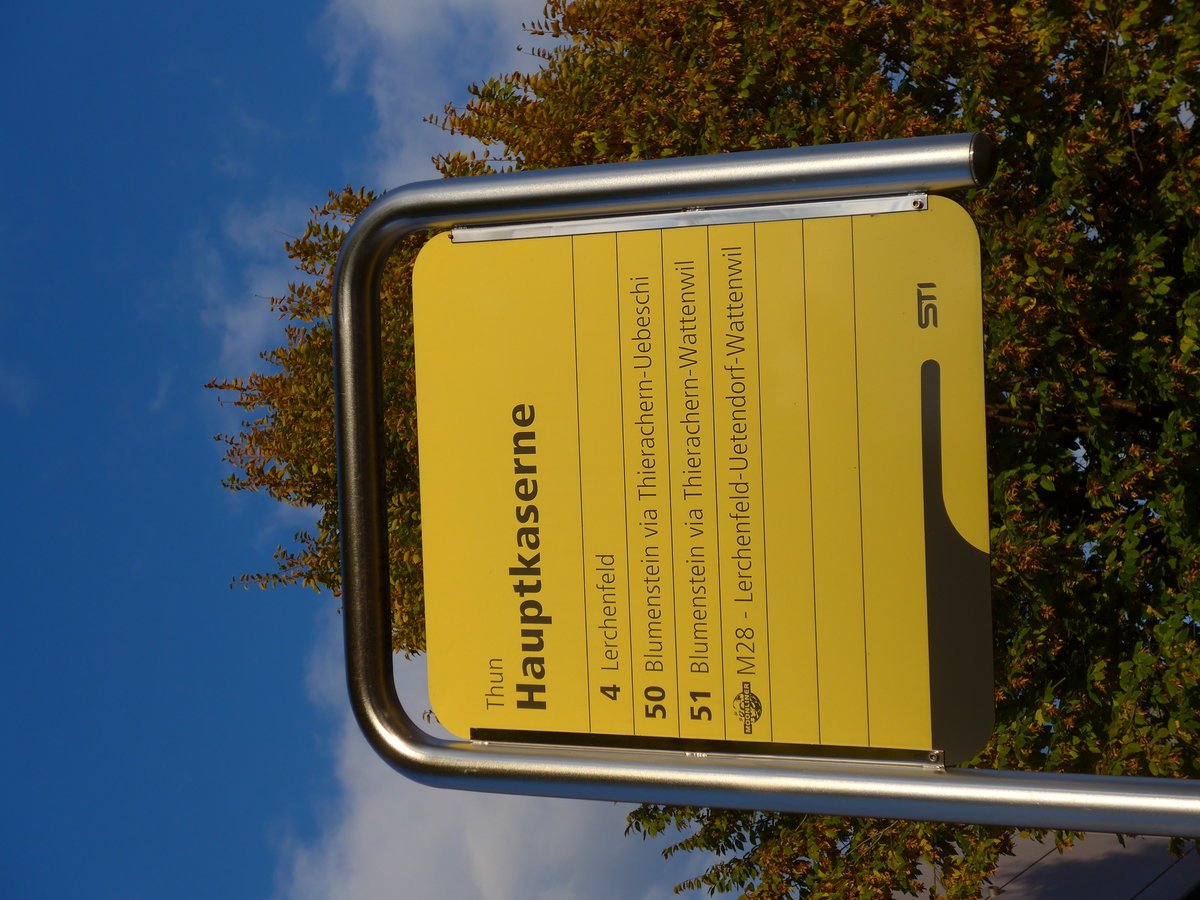 Thun
Hauptkaserne
4 Lerchenfeld
50 Blumenstein via Thierachern-Uebeschi
51 Blumenstein via Thierachern-Wattenwil
MOONLINER M28 - Lerchenfeld-Uetendorf-Wattenwil
STI